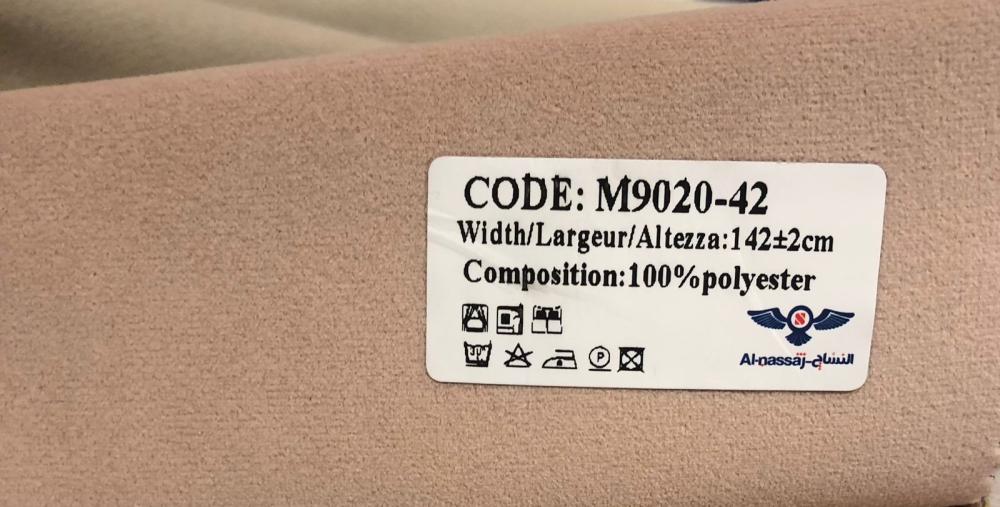 CODE: M9020-42
Width/Largeur/Altezza:142±2cm
Composition:100%polyester
S
P
Al-nassaj-النساج